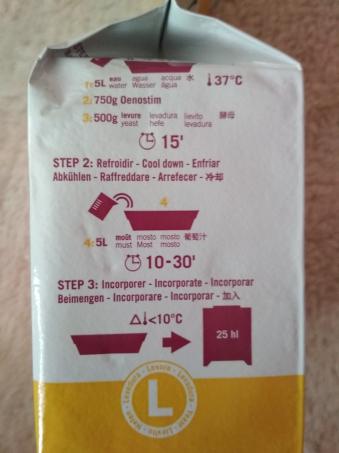 1: 5L eau agua acqua 水 37°C
water Wasser água
2: 750g Oenostim
3: 500g levure levadura lievito 酵母
yeast hefe levadura
15'
STEP 2: Refroidir - Cool down - Enfriar
Abkühlen - Raffreddare - Arrefecer - 冷却
4
4: 5L moût mosto mosto 葡萄汁
must Most mosto
10-30'
STEP 3: Incorporer - Incorporate - Incorporar
Beimengen - Incorporare - Incorporar - 加入
Δ <10°C
25 hl
L